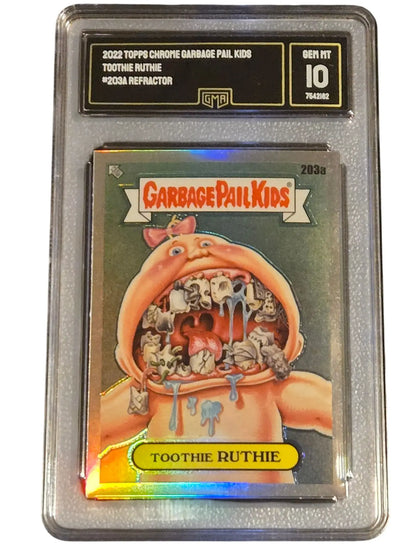 2022 TOPPS CHROME GARBAGE PAIL KIDS
TOOTHIE RUTHIE
#203A REFRACTOR
GMA
GEM MT
10
7542182
203a
GARBAGE PAIL KIDS®
TOOTHIE RUTHIE